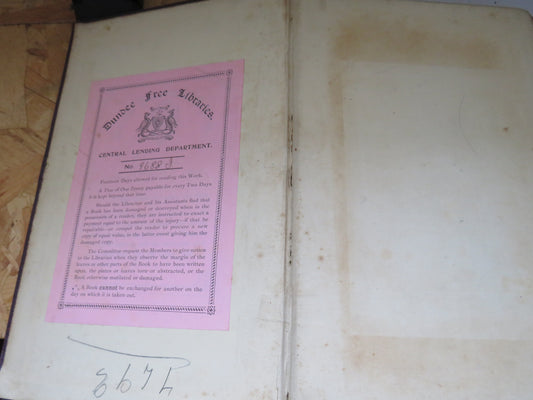 Dundee Free Libraries.
CENTRAL LENDING DEPARTMENT.
No. 8688 J
Fourteen Days allowed for reading this Work.
A Fine of One Penny payable for every Two Days
it is kept beyond that time.
Should the Librarian and his Assistants find that
a Book has been damaged or destroyed when in the
possession of a reader, they are instructed to exact a
payment equal to the amount of the injury—if that be
repairable—or compel the reader to procure a new
copy of equal value, in the latter event giving him the
damaged copy.
The Committee request the Members to give notice
to the Librarian when they observe the margin of the
leaves or other parts of the Book to have been written
upon, the plates or leaves torn or abstracted, or the
Book otherwise mutilated or damaged.
*** A Book cannot be exchanged for another on the
day on which it is taken out.